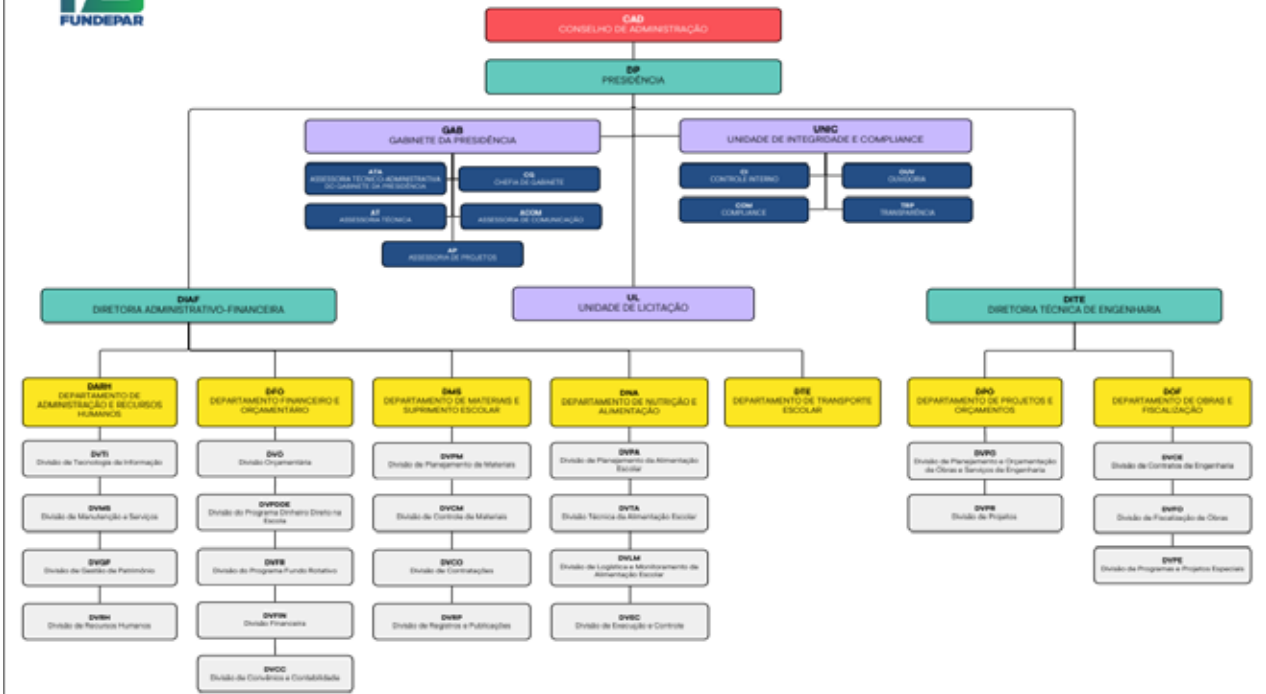 FUNDEPAR
CAD
CONSELHO DE ADMINISTRAÇÃO
DP
PRESIDÊNCIA
GAB
GABINETE DA PRESIDÊNCIA
UNIC
UNIDADE DE INTEGRIDADE E COMPLIANCE
ATA
ASSESSORIA TÉCNICO-ADMINISTRATIVA
DO GABINETE DA PRESIDÊNCIA
CG
CHEFIA DE GABINETE
CI
CONTROLE INTERNO
OUV
OUVIDORIA
AT
ASSESSORIA TÉCNICA
ACOM
ASSESSORIA DE COMUNICAÇÃO
COM
COMPLIANCE
TRP
TRANSPARÊNCIA
AP
ASSESSORIA DE PROJETOS
DIAF
DIRETORIA ADMINISTRATIVO-FINANCEIRA
UL
UNIDADE DE LICITAÇÃO
DITE
DIRETORIA TÉCNICA DE ENGENHARIA
DARH
DEPARTAMENTO DE
ADMINISTRAÇÃO E RECURSOS
HUMANOS
DFO
DEPARTAMENTO FINANCEIRO E
ORÇAMENTÁRIO
DMS
DEPARTAMENTO DE MATERIAIS E
SUPRIMENTO ESCOLAR
DNA
DEPARTAMENTO DE NUTRIÇÃO E
ALIMENTAÇÃO
DTE
DEPARTAMENTO DE TRANSPORTE
ESCOLAR
DPO
DEPARTAMENTO DE PROJETOS E
ORÇAMENTOS
DOF
DEPARTAMENTO DE OBRAS E
FISCALIZAÇÃO
DVTI
Divisão de Tecnologia da Informação
DVMS
Divisão de Manutenção e Serviços
DVGP
Divisão de Gestão de Patrimônio
DVRH
Divisão de Recursos Humanos
DVO
Divisão Orçamentária
DVPDDE
Divisão do Programa Dinheiro Direto na
Escola
DVFR
Divisão do Programa Fundo Rotativo
DVFIN
Divisão Financeira
DVCC
Divisão de Convênios e Contabilidade
DVPM
Divisão de Planejamento de Materiais
DVCM
Divisão de Controle de Materiais
DVCO
Divisão de Contratações
DVRP
Divisão de Registros e Publicações
DVPA
Divisão de Planejamento da Alimentação
Escolar
DVTA
Divisão Técnica da Alimentação Escolar
DVLM
Divisão de Logística e Monitoramento da
Alimentação Escolar
DVEC
Divisão de Execução e Controle
DVPO
Divisão de Planejamento e Orçamentação
de Obras e Serviços de Engenharia
DVPR
Divisão de Projetos
DVCE
Divisão de Contratos de Engenharia
DVFO
Divisão de Fiscalização de Obras
DVPE
Divisão de Programas e Projetos Especiais